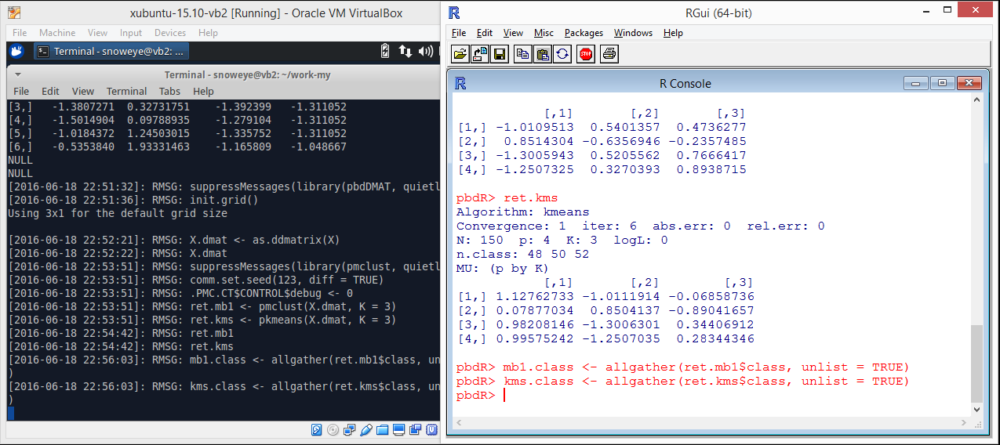 xubuntu-15.10-vb2 [Running] - Oracle VM VirtualBox
File Machine View Input Devices Help
Terminal - snoweye@vb2: ...
Terminal - snoweye@vb2: ~/work-my
File Edit View Terminal Tabs Help
[3,] -1.3807271 0.32731751 -1.392399 -1.311052
[4,] -1.5014904 0.09788935 -1.279104 -1.311052
[5,] -1.0184372 1.24503015 -1.335752 -1.311052
[6,] -0.5353840 1.93331463 -1.165809 -1.048667
NULL
NULL
[2016-06-18 22:51:32]: RMSG: suppressMessages(library(pbdDMAT, quietl
[2016-06-18 22:51:36]: RMSG: init.grid()
Using 3x1 for the default grid size
[2016-06-18 22:52:21]: RMSG: X.dmat <- as.ddmatrix(X)
[2016-06-18 22:52:22]: RMSG: X.dmat
[2016-06-18 22:53:51]: RMSG: suppressMessages(library(pmclust, quietl
[2016-06-18 22:53:51]: RMSG: comm.set.seed(123, diff = TRUE)
[2016-06-18 22:53:51]: RMSG: .PMC.CT$CONTROL$debug <- 0
[2016-06-18 22:53:51]: RMSG: ret.mb1 <- pmclust(X.dmat, K = 3)
[2016-06-18 22:53:51]: RMSG: ret.kms <- pkmeans(X.dmat, K = 3)
[2016-06-18 22:54:42]: RMSG: ret.mb1
[2016-06-18 22:54:42]: RMSG: ret.kms
[2016-06-18 22:56:03]: RMSG: mb1.class <- allgather(ret.mb1$class, un
)
[2016-06-18 22:56:03]: RMSG: kms.class <- allgather(ret.kms$class, un
)
RGui (64-bit)
File Edit View Misc Packages Windows Help
STOP
R Console
[,1] [,2] [,3]
[1,] -1.0109513 0.5401357 0.4736277
[2,] 0.8514304 -0.6356946 -0.2357485
[3,] -1.3005943 0.5205562 0.7666417
[4,] -1.2507325 0.3270393 0.8938715
pbdR> ret.kms
Algorithm: kmeans
Convergence: 1 iter: 6 abs.err: 0 rel.err: 0
N: 150 p: 4 K: 3 logL: 0
n.class: 48 50 52
MU: (p by K)
[,1] [,2] [,3]
[1,] 1.12762733 -1.0111914 -0.06858736
[2,] 0.07877034 0.8504137 -0.89041657
[3,] 0.98208146 -1.3006301 0.34406912
[4,] 0.99575242 -1.2507035 0.28344346
pbdR> mb1.class <- allgather(ret.mb1$class, unlist = TRUE)
pbdR> kms.class <- allgather(ret.kms$class, unlist = TRUE)
pbdR>